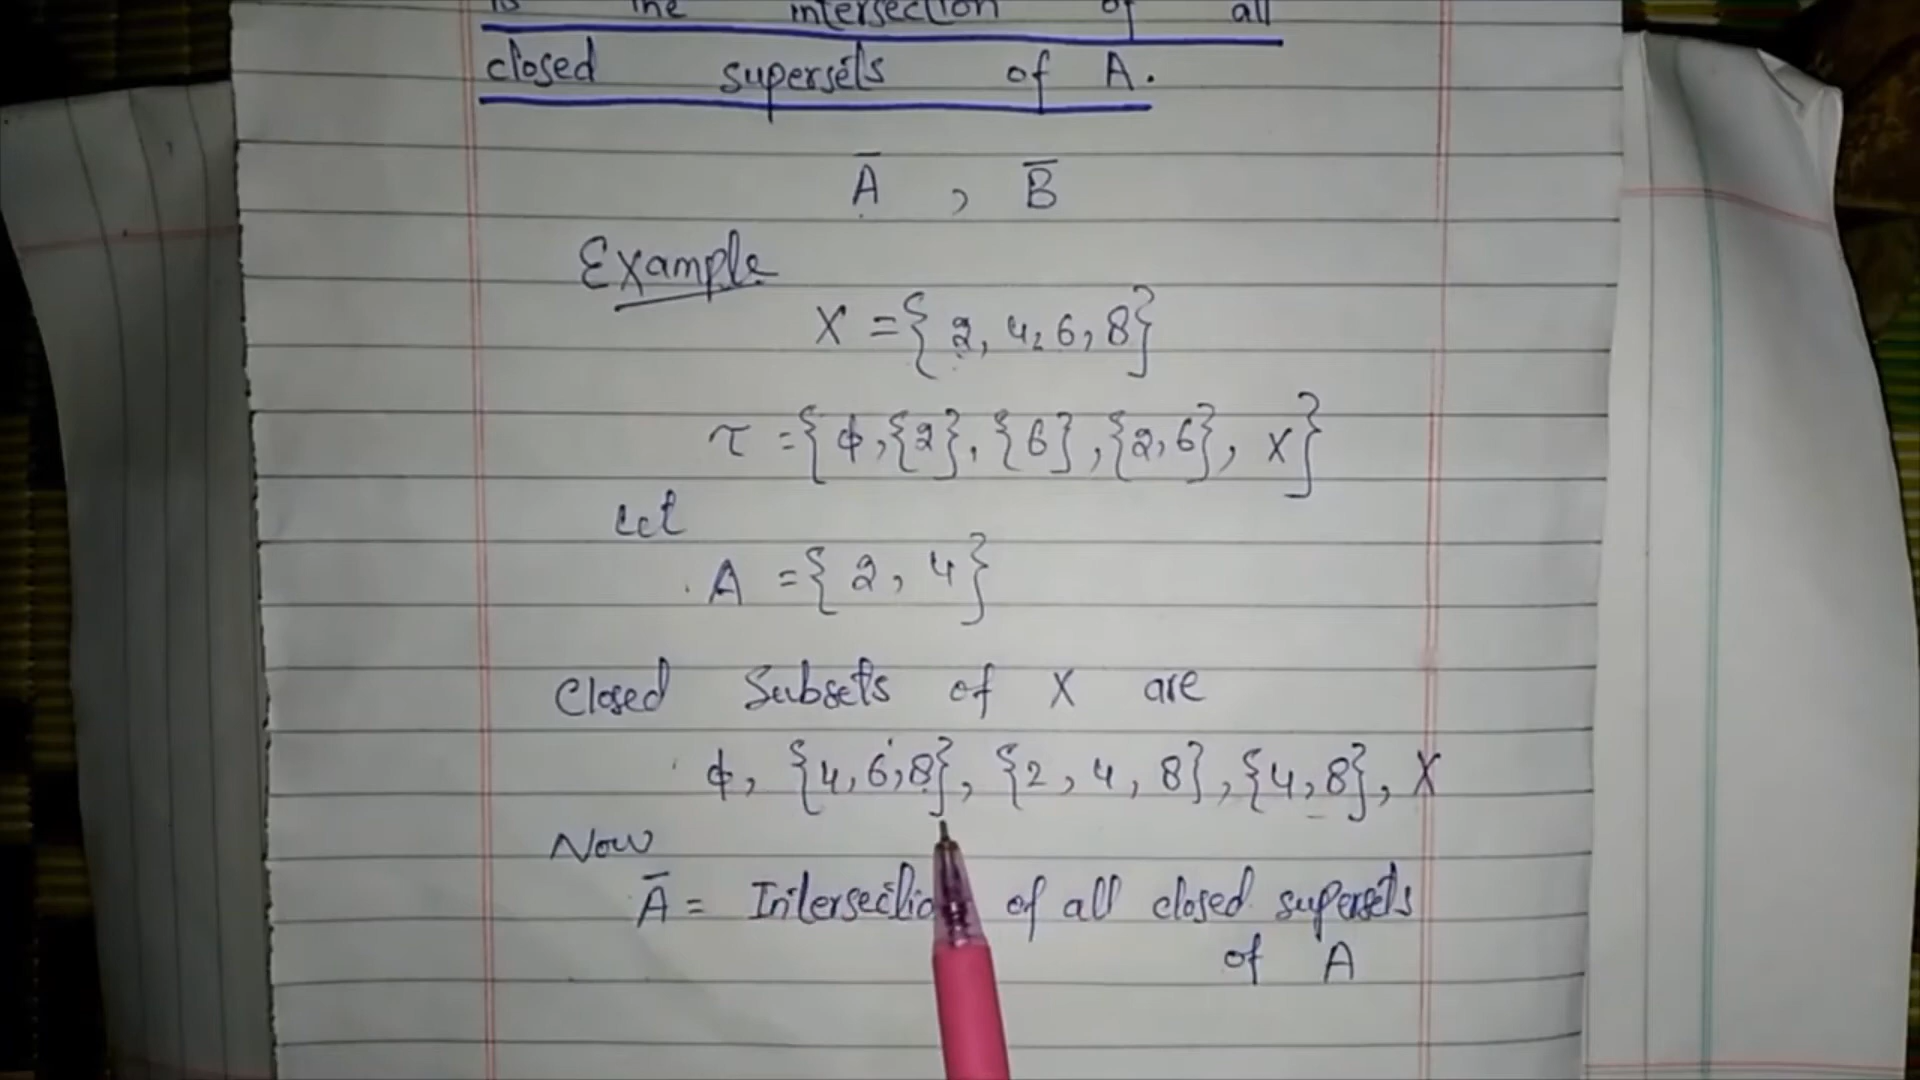 is the intersection of all
closed supersets of A.
A̅ , B̅
Example
X = {2, 4, 6, 8}
τ = {ϕ, {2}, {6}, {2, 6}, X}
Let
A = {2, 4}
Closed Subsets of X are
ϕ, {4, 6, 8}, {2, 4, 8}, {4, 8}, X
Now
A̅ = Intersection of all closed supersets
of A